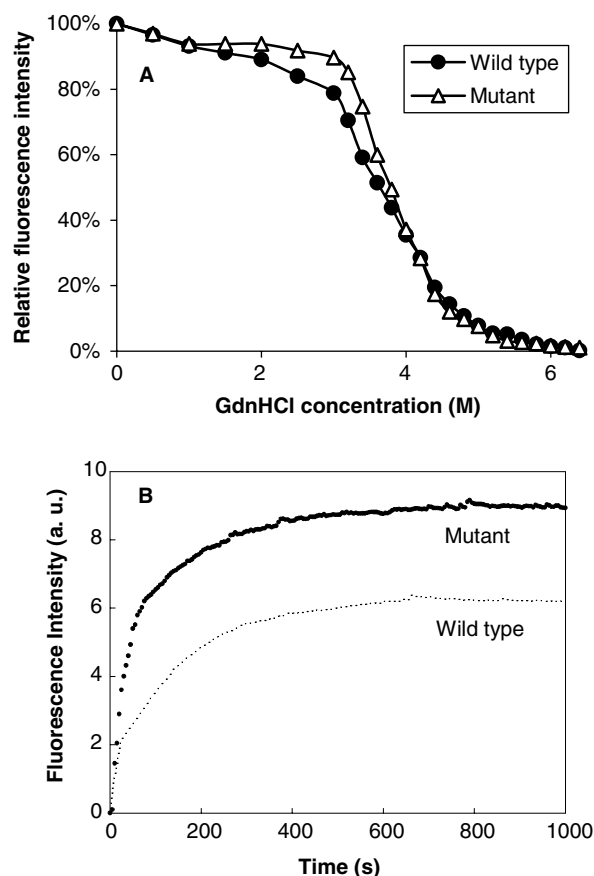 100%
80%
60%
40%
20%
0%
Relative fluorescence intensity
A
Wild type
Mutant
0
2
4
6
GdnHCl concentration (M)
10
8
6
4
2
0
Fluorescence Intensity (a. u.)
B
Mutant
Wild type
0
200
400
600
800
1000
Time (s)